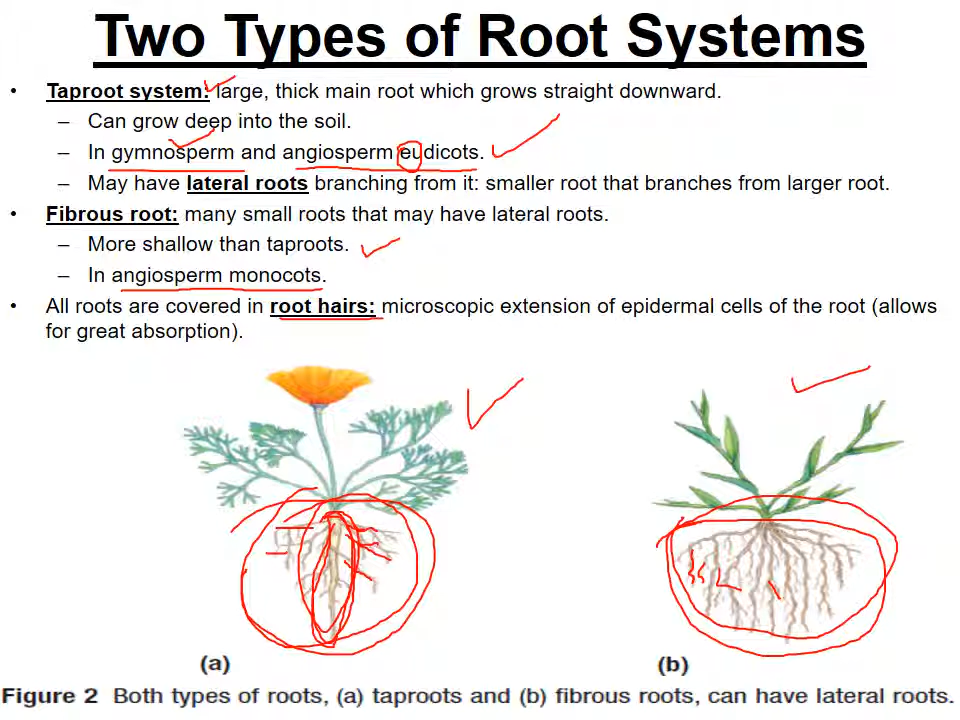 Two Types of Root Systems
• Taproot system: large, thick main root which grows straight downward.
– Can grow deep into the soil.
– In gymnosperm and angiosperm eudicots.
– May have lateral roots branching from it: smaller root that branches from larger root.
• Fibrous root: many small roots that may have lateral roots.
– More shallow than taproots.
– In angiosperm monocots.
• All roots are covered in root hairs: microscopic extension of epidermal cells of the root (allows
for great absorption).
(a) (b)
Figure 2 Both types of roots, (a) taproots and (b) fibrous roots, can have lateral roots.